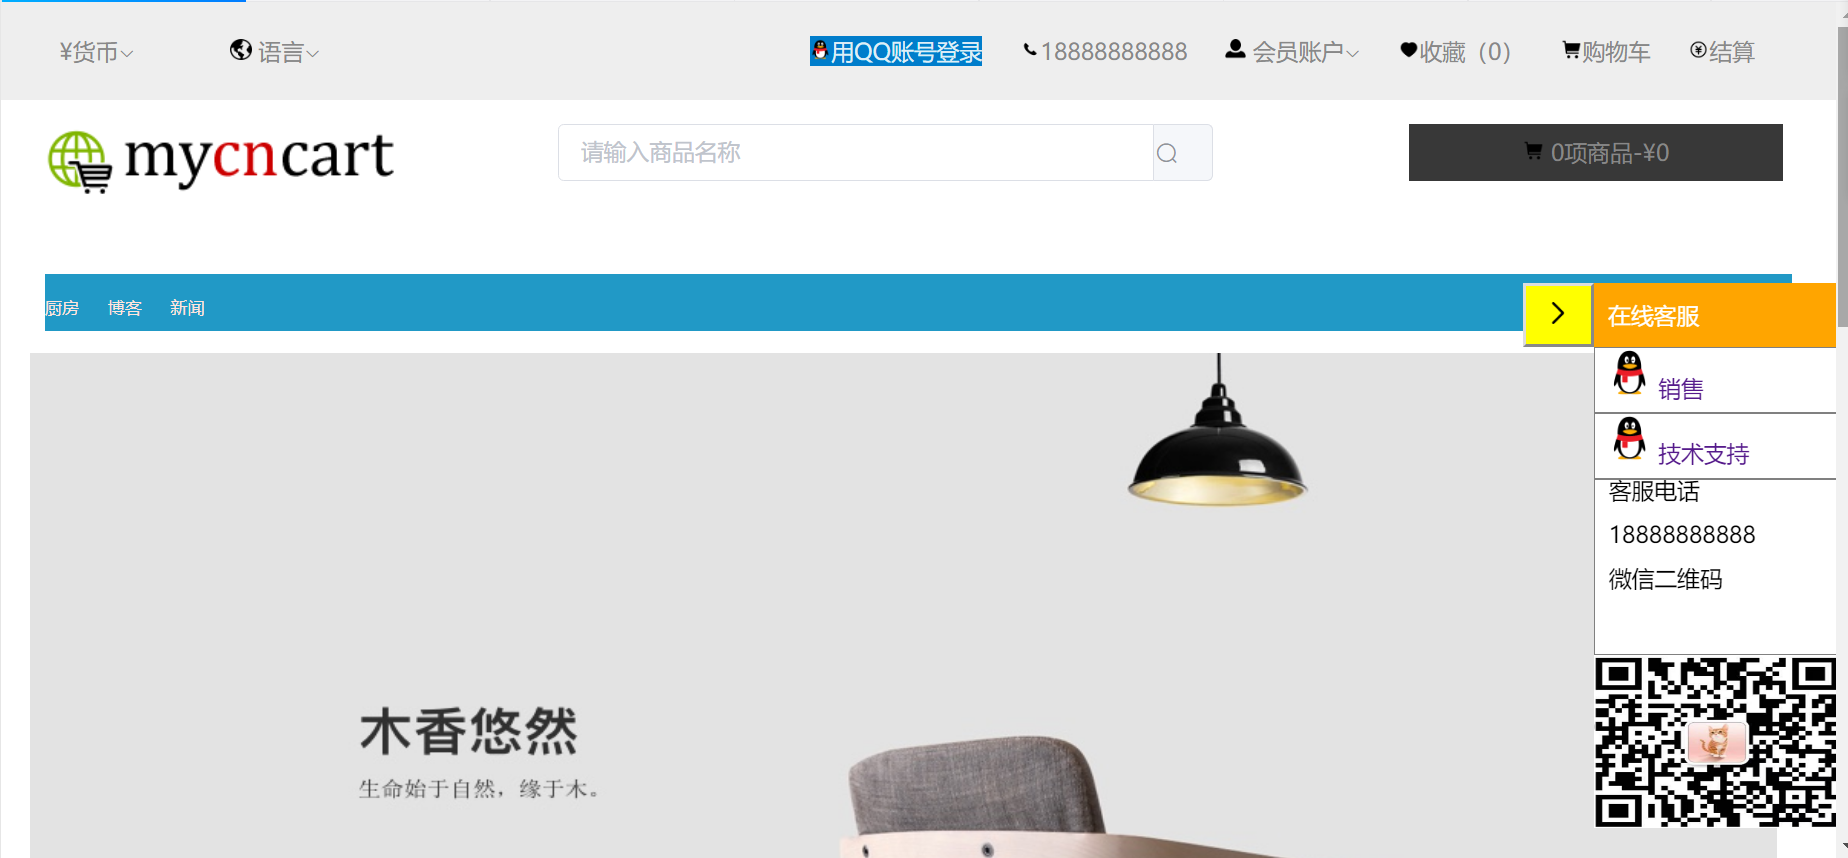 ¥货币
语言
用QQ账号登录
18888888888
会员账户
收藏（0）
购物车
结算
mycncart
请输入商品名称
0项商品-¥0
厨房
博客
新闻
在线客服
销售
技术支持
客服电话
18888888888
微信二维码
木香悠然
生命始于自然，缘于木。